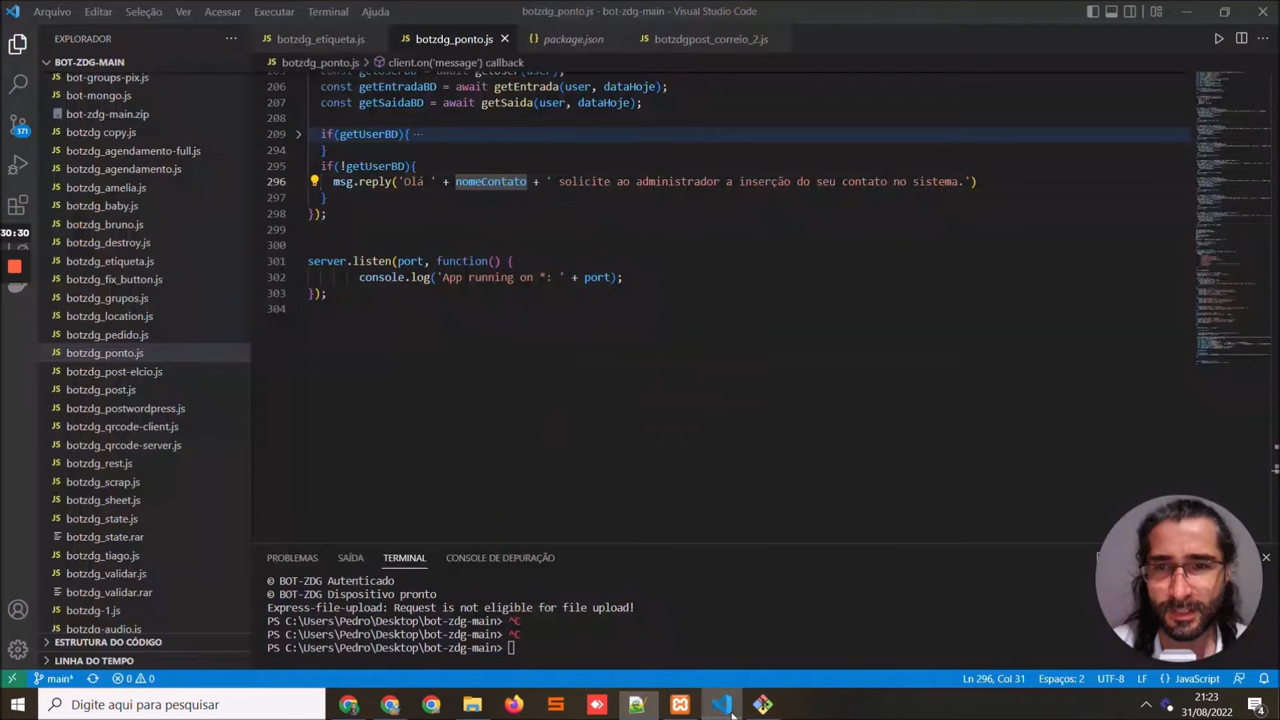 Arquivo Editar Seleção Ver Acessar Executar Terminal Ajuda
botzdg_ponto.js - bot-zdg-main - Visual Studio Code
EXPLORADOR
botzdg_etiqueta.js
botzdg_ponto.js
package.json
botzdgpost_correio_2.js
BOT-ZDG-MAIN
botzdg_ponto.js > client.on('message') callback
bot-groups-pix.js
bot-mongo.js
bot-zdg-main.zip
botzdg copy.js
botzdg_agendamento-full.js
botzdg_agendamento.js
botzdg_amelia.js
botzdg_baby.js
botzdg_bruno.js
botzdg_destroy.js
botzdg_etiqueta.js
botzdg_fix_button.js
botzdg_grupos.js
botzdg_location.js
botzdg_pedido.js
botzdg_ponto.js
botzdg_post-elcio.js
botzdg_post.js
botzdg_postwordpress.js
botzdg_qrcode-client.js
botzdg_qrcode-server.js
botzdg_rest.js
botzdg_scrap.js
botzdg_sheet.js
botzdg_state.js
botzdg_state.rar
botzdg_tiago.js
botzdg_validar.js
botzdg_validar.rar
botzdg-1.js
botzdg-audio.js
ESTRUTURA DO CÓDIGO
LINHA DO TEMPO
371
30:30
205 const getUserBD = await getUser(user);
206 const getEntradaBD = await getEntrada(user, dataHoje);
207 const getSaidaBD = await getSaida(user, dataHoje);
208
209 if(getUserBD){ ···
294 }
295 if(!getUserBD){
296 msg.reply('Olá ' + nomeContato + ' solicite ao administrador a inserção do seu contato no sistema.')
297 }
298 });
299
300
301 server.listen(port, function() {
302 console.log('App running on *: ' + port);
303 });
304
PROBLEMAS SAÍDA TERMINAL CONSOLE DE DEPURAÇÃO
© BOT-ZDG Autenticado
© BOT-ZDG Dispositivo pronto
Express-file-upload: Request is not eligible for file upload!
PS C:\Users\Pedro\Desktop\bot-zdg-main> ^C
PS C:\Users\Pedro\Desktop\bot-zdg-main> ^C
PS C:\Users\Pedro\Desktop\bot-zdg-main>
main* 0 0
Ln 296, Col 31 Espaços: 2 UTF-8 LF {} JavaScript
Digite aqui para pesquisar
21:23
31/08/2022
4